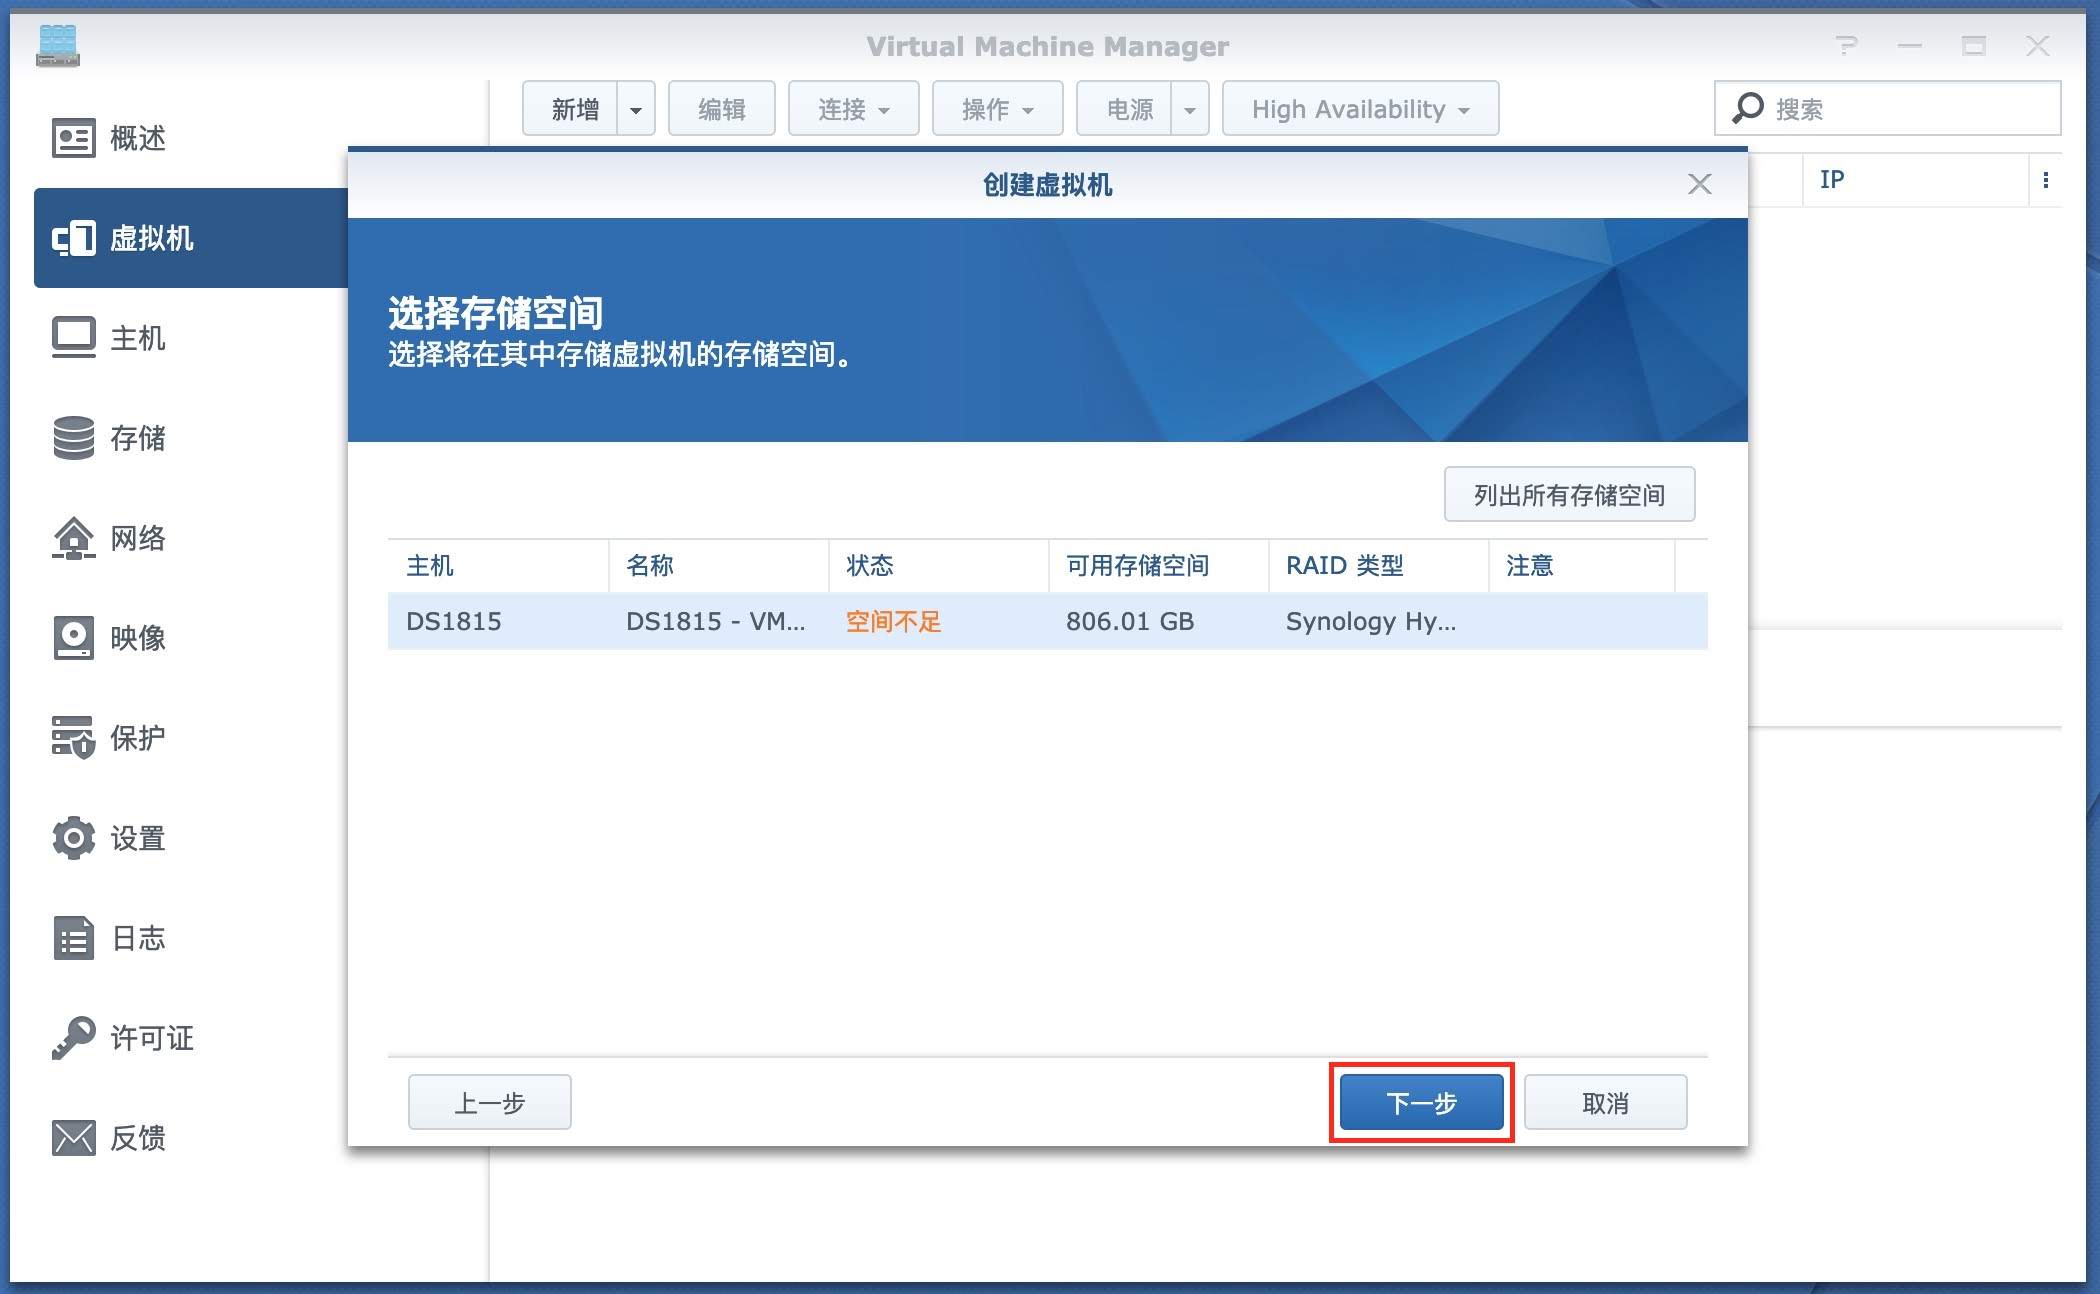 Virtual Machine Manager
概述
虚拟机
主机
存储
网络
映像
保护
设置
日志
许可证
反馈
新增
编辑
连接
操作
电源
High Availability
搜索
IP
创建虚拟机
选择存储空间
选择将在其中存储虚拟机的存储空间。
列出所有存储空间
主机 名称 状态 可用存储空间 RAID 类型 注意
DS1815 DS1815 - VM... 空间不足 806.01 GB Synology Hy...
上一步
下一步
取消